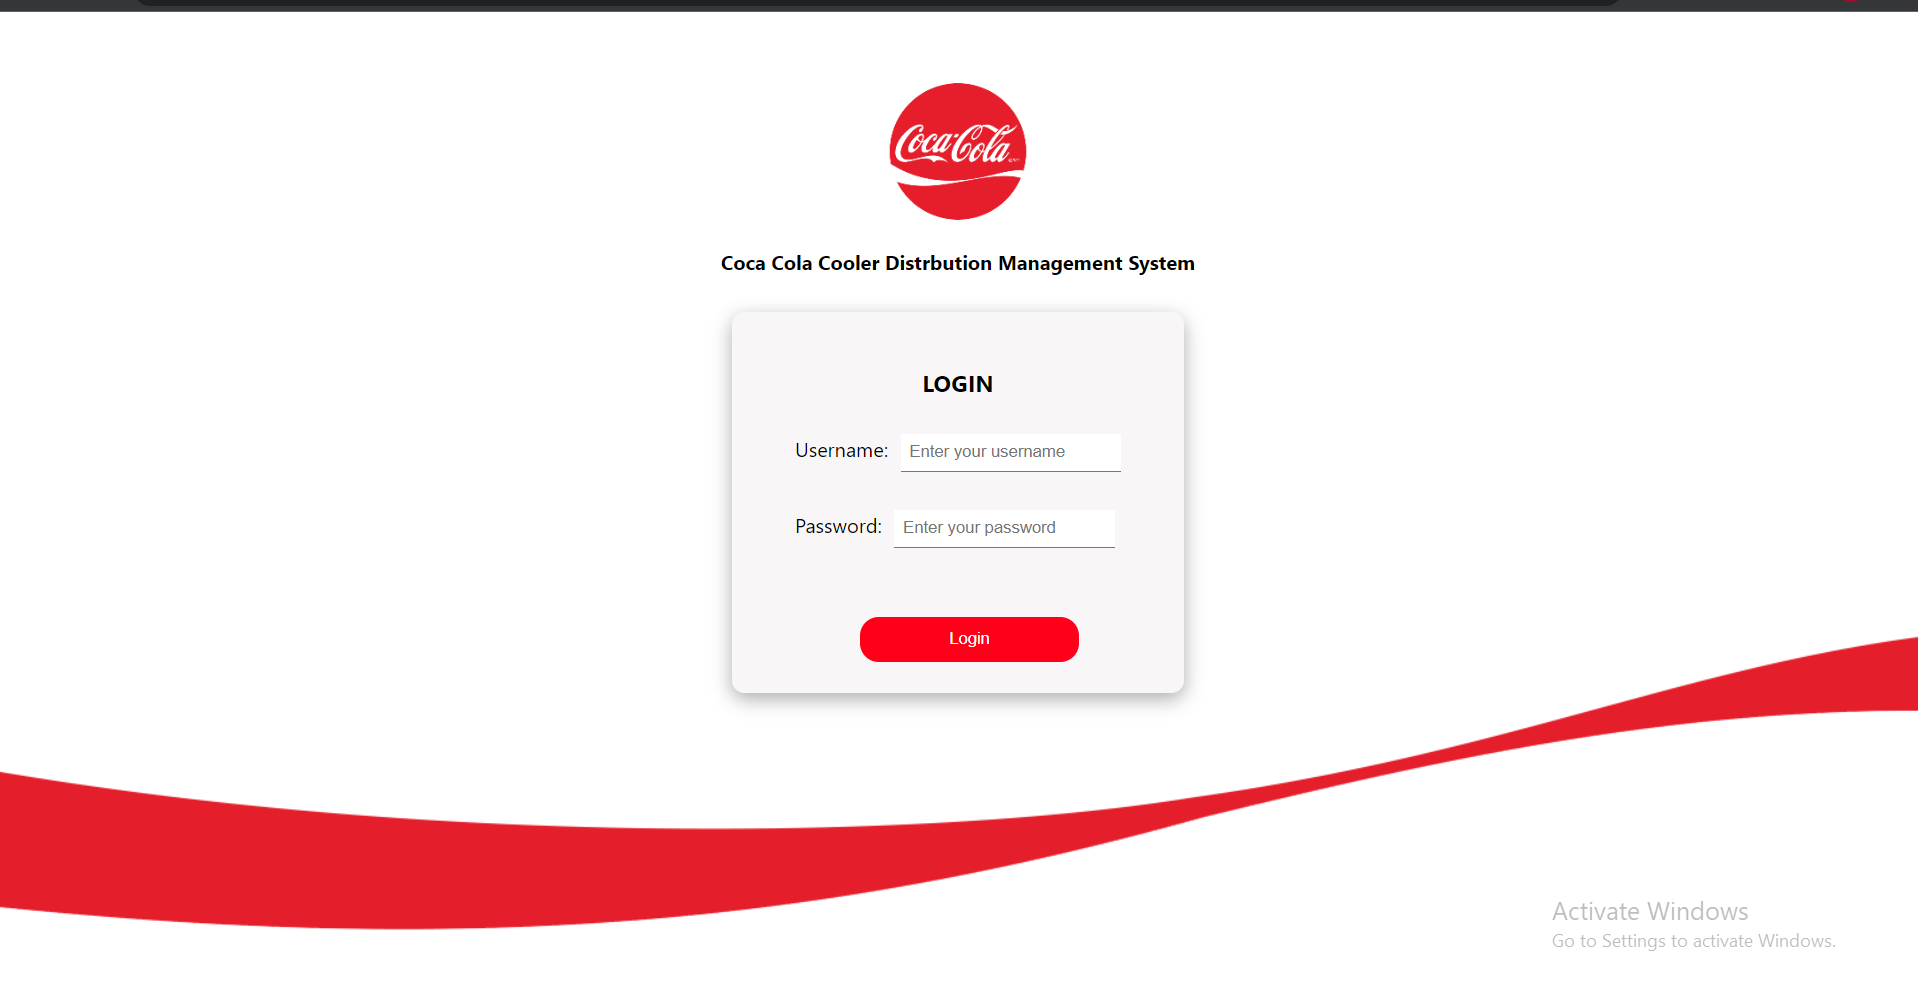 Coca-Cola
Coca Cola Cooler Distrbution Management System
LOGIN
Username: Enter your username
Password: Enter your password
Login
Activate Windows
Go to Settings to activate Windows.